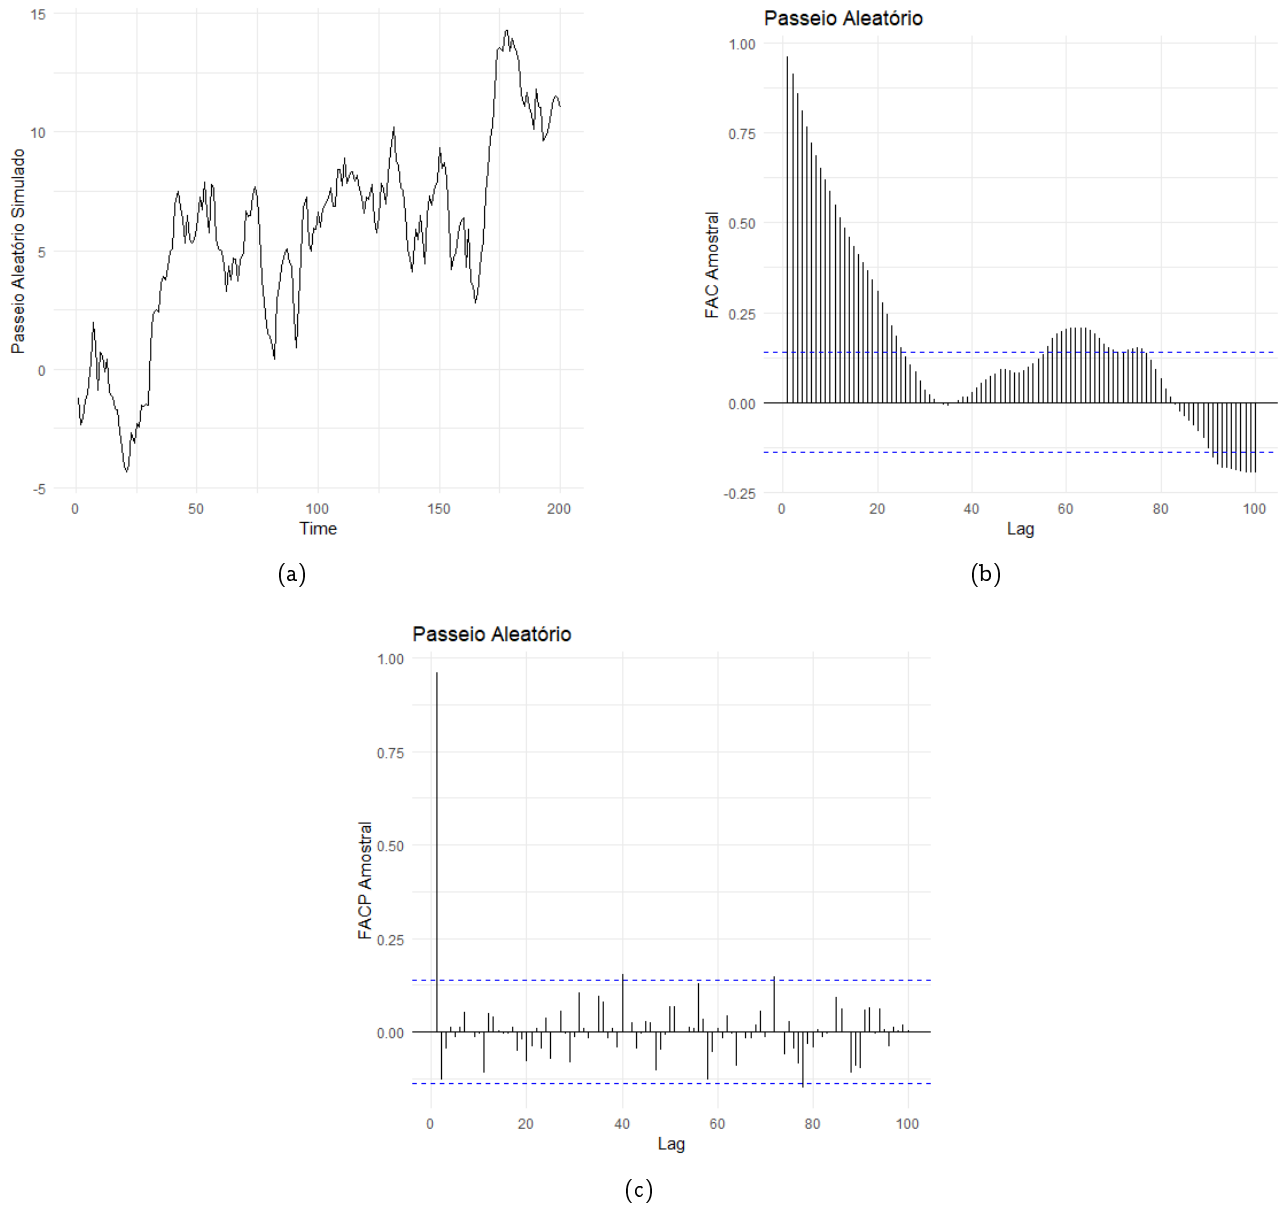 Passeio Aleatório Simulado
15
10
5
0
-5
0 50 100 150 200
Time
(a)
Passeio Aleatório
FAC Amostral
1.00
0.75
0.50
0.25
0.00
-0.25
0 20 40 60 80 100
Lag
(b)
Passeio Aleatório
FACP Amostral
1.00
0.75
0.50
0.25
0.00
0 20 40 60 80 100
Lag
(c)